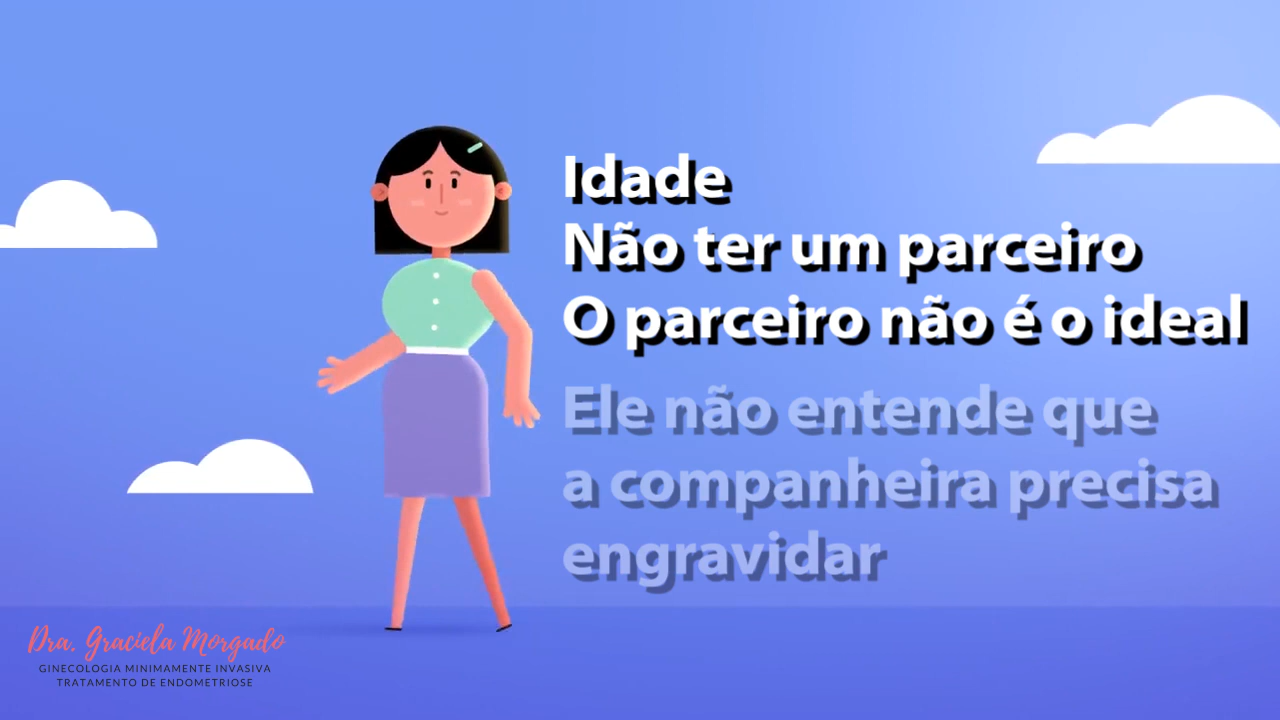 Idade
Não ter um parceiro
O parceiro não é o ideal
Ele não entende que
a companheira precisa
engravidar
Dra. Graciela Morgado
GINECOLOGIA MINIMAMENTE INVASIVA
TRATAMENTO DE ENDOMETRIOSE